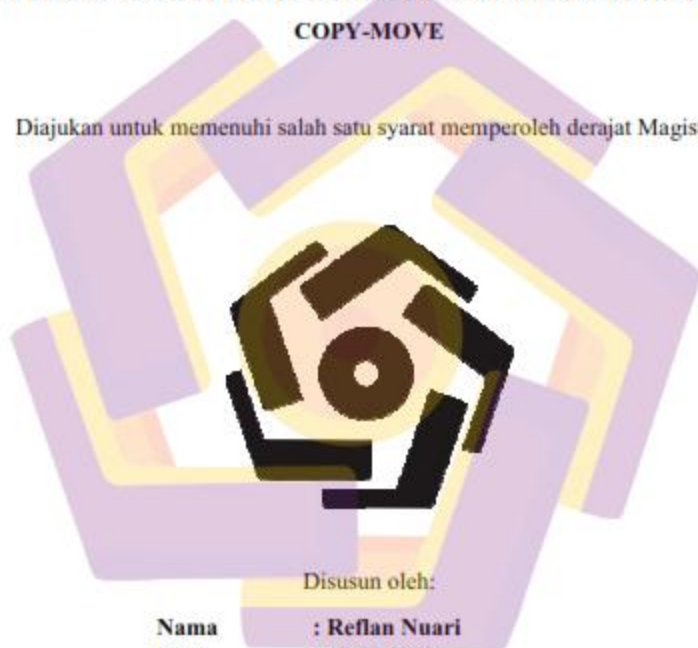 COPY-MOVE
Diajukan untuk memenuhi salah satu syarat memperoleh derajat Magis
Disusun oleh:
Nama : Reflan Nuari